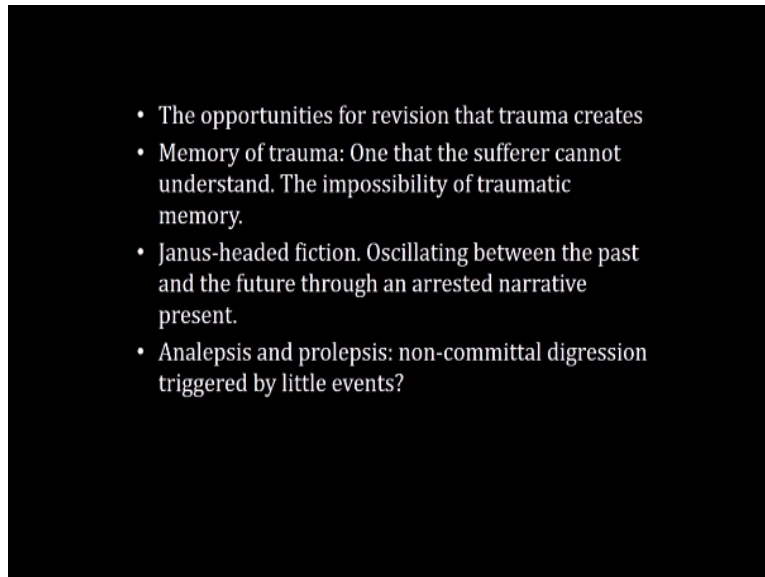 • The opportunities for revision that trauma creates
• Memory of trauma: One that the sufferer cannot
understand. The impossibility of traumatic
memory.
• Janus-headed fiction. Oscillating between the past
and the future through an arrested narrative
present.
• Analepsis and prolepsis: non-committal digression
triggered by little events?